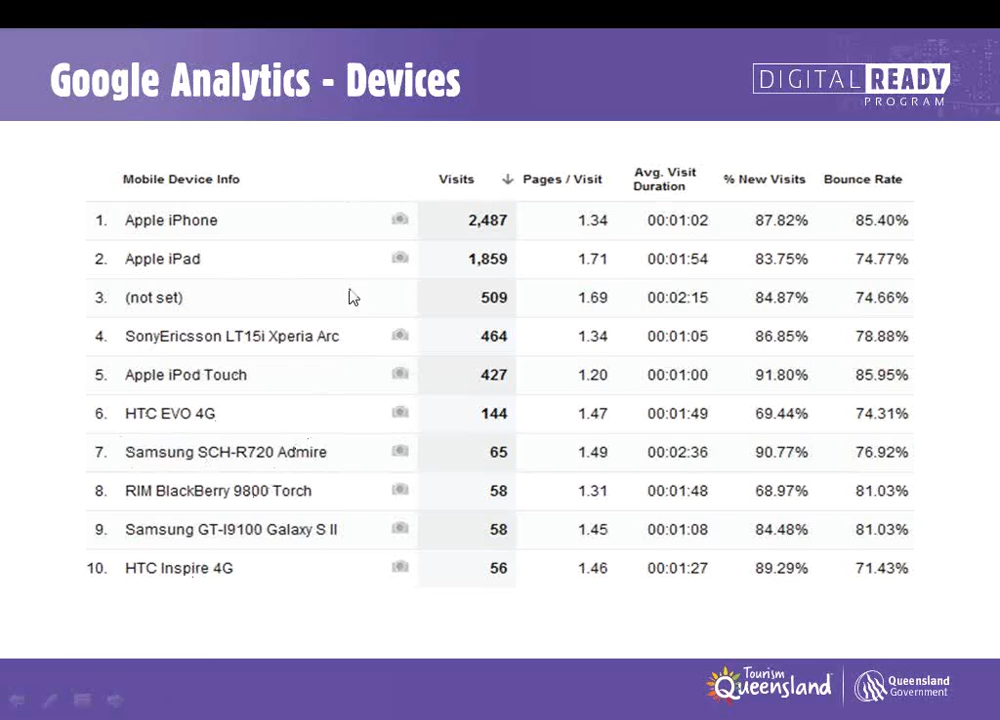 Google Analytics - Devices
DIGITAL READY
PROGRAM
Mobile Device Info Visits Pages / Visit Avg. Visit Duration % New Visits Bounce Rate
1. Apple iPhone 2,487 1.34 00:01:02 87.82% 85.40%
2. Apple iPad 1,859 1.71 00:01:54 83.75% 74.77%
3. (not set) 509 1.69 00:02:15 84.87% 74.66%
4. SonyEricsson LT15i Xperia Arc 464 1.34 00:01:05 86.85% 78.88%
5. Apple iPod Touch 427 1.20 00:01:00 91.80% 85.95%
6. HTC EVO 4G 144 1.47 00:01:49 69.44% 74.31%
7. Samsung SCH-R720 Admire 65 1.49 00:02:36 90.77% 76.92%
8. RIM BlackBerry 9800 Torch 58 1.31 00:01:48 68.97% 81.03%
9. Samsung GT-I9100 Galaxy S II 58 1.45 00:01:08 84.48% 81.03%
10. HTC Inspire 4G 56 1.46 00:01:27 89.29% 71.43%
Tourism
Queensland
Queensland
Government